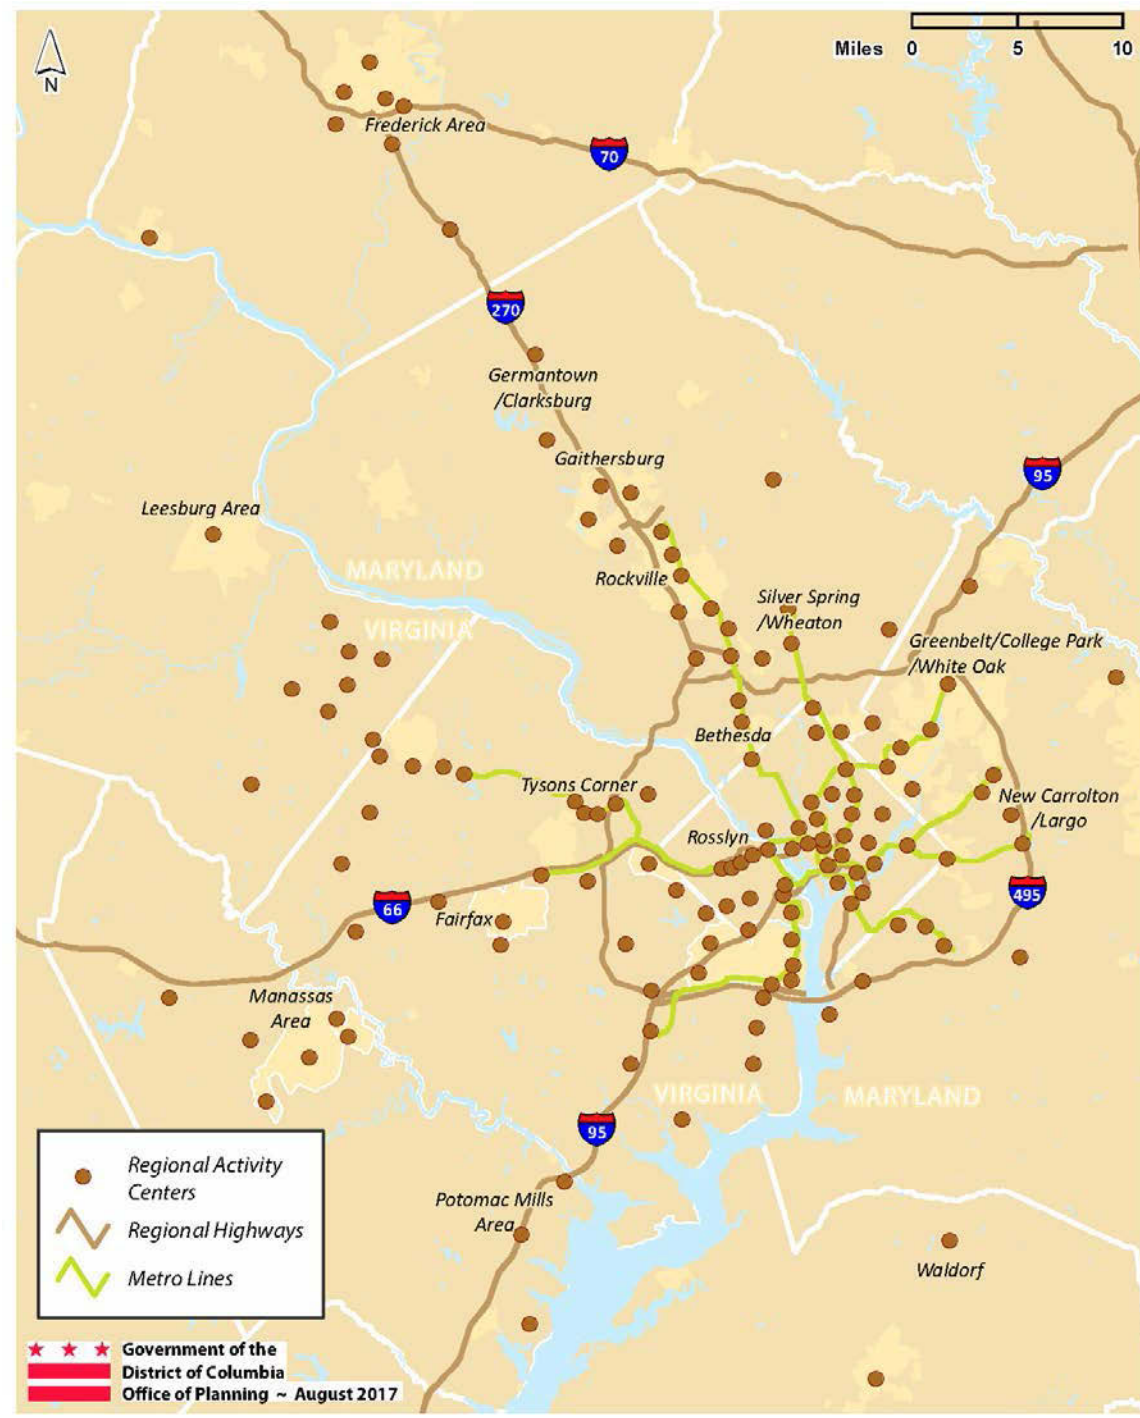 Miles 0 5 10
N
Frederick Area
70
270
Germantown
/Clarksburg
Gaithersburg
95
Leesburg Area
MARYLAND
VIRGINIA
Rockville
Silver Spring
/Wheaton
Greenbelt/College Park
/White Oak
Bethesda
Tysons Corner
New Carrolton
/Largo
Rosslyn
66
495
Fairfax
Manassas
Area
VIRGINIA
MARYLAND
95
Potomac Mills
Area
Waldorf
Regional Activity
Centers
Regional Highways
Metro Lines
Government of the
District of Columbia
Office of Planning ~ August 2017